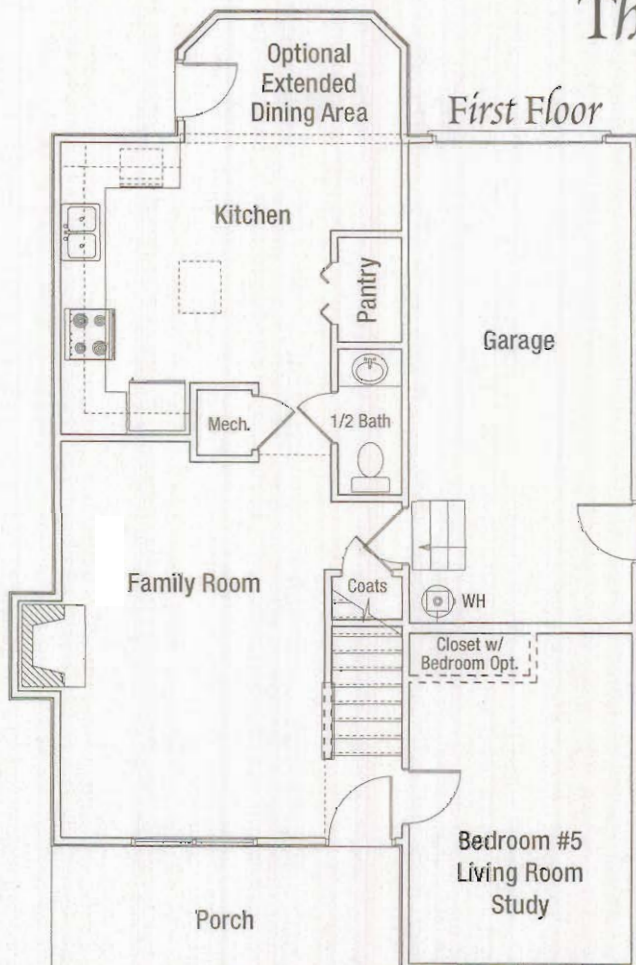 Th
First Floor
Optional
Extended
Dining Area
Kitchen
Pantry
Garage
Mech.
1/2 Bath
Family Room
Coats
WH
Closet w/
Bedroom Opt.
Bedroom #5
Living Room
Study
Porch